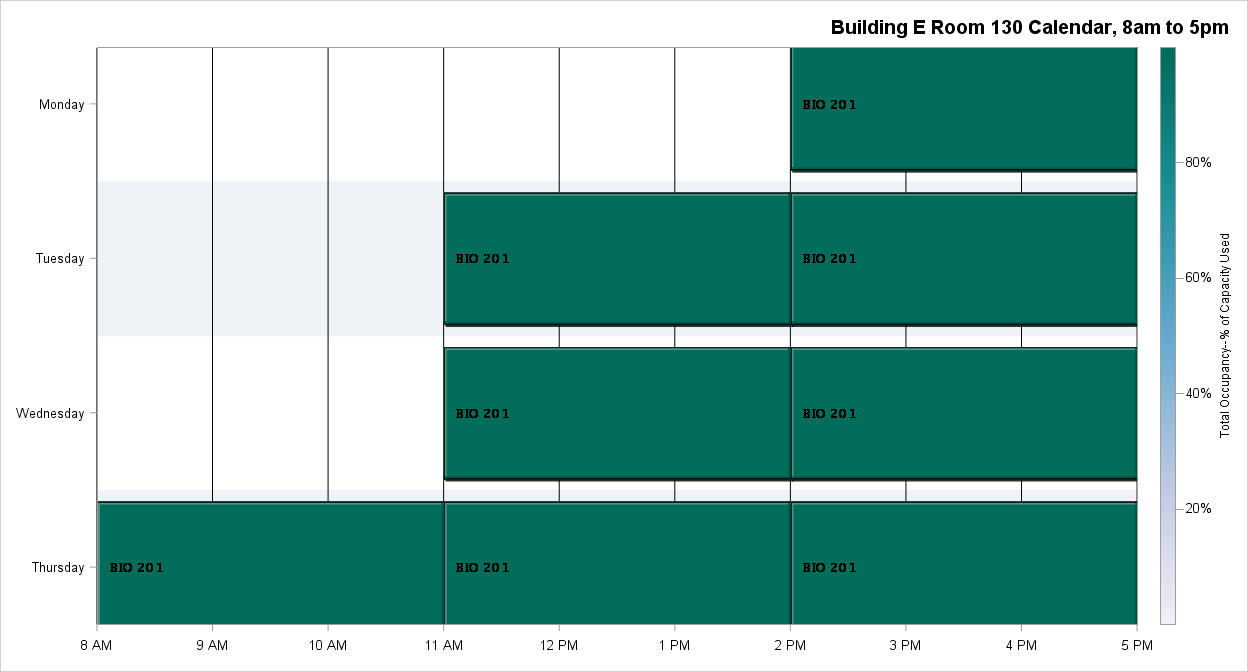 Building E Room 130 Calendar, 8am to 5pm
Monday
BIO 201
Tuesday
BIO 201
BIO 201
Wednesday
BIO 201
BIO 201
Thursday
BIO 201
BIO 201
BIO 201
8 AM
9 AM
10 AM
11 AM
12 PM
1 PM
2 PM
3 PM
4 PM
5 PM
80%
60%
40%
20%
Total Occupancy--% of Capacity Used